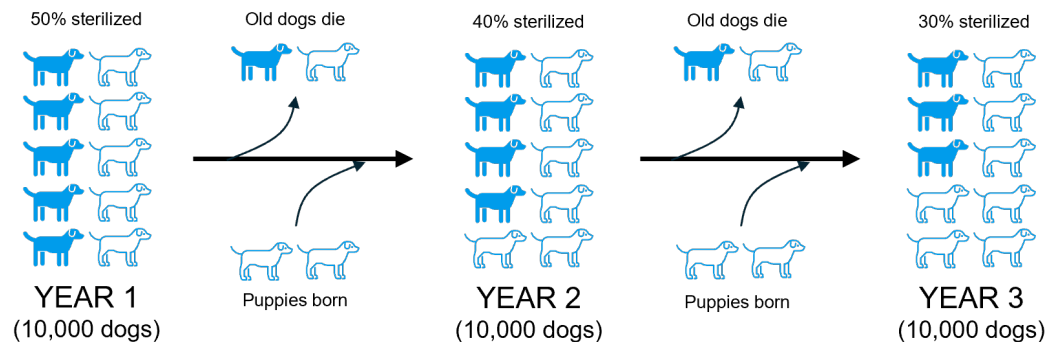 50% sterilized
Old dogs die
40% sterilized
Old dogs die
30% sterilized
Puppies born
Puppies born
YEAR 1
(10,000 dogs)
YEAR 2
(10,000 dogs)
YEAR 3
(10,000 dogs)